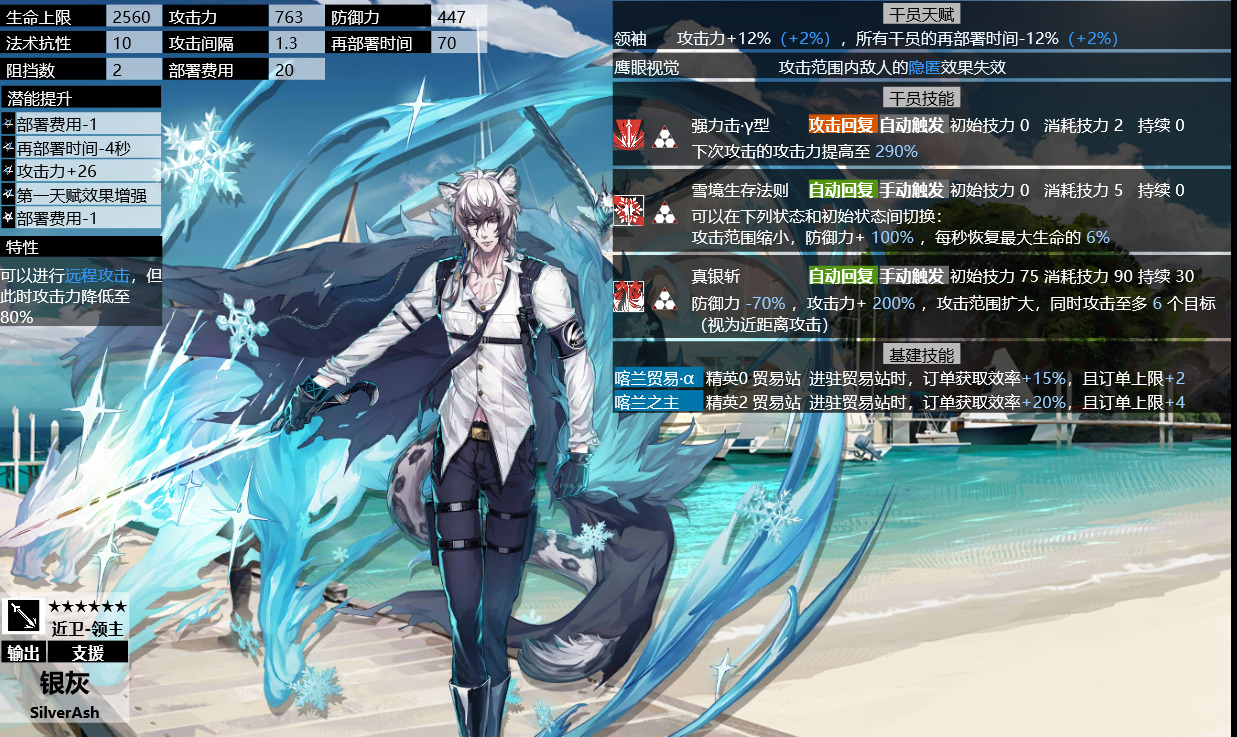 生命上限 2560 攻击力 763 防御力 447
法术抗性 10 攻击间隔 1.3 再部署时间 70
阻挡数 2 部署费用 20
潜能提升
部署费用-1
再部署时间-4秒
攻击力+26
第一天赋效果增强
部署费用-1
特性
可以进行远程攻击，但
此时攻击力降低至
80%
★★★★★★
近卫-领主
输出 支援
银灰
SilverAsh
干员天赋
领袖 攻击力+12%（+2%），所有干员的再部署时间-12%（+2%）
鹰眼视觉 攻击范围内敌人的隐匿效果失效
干员技能
强力击·γ型 攻击回复 自动触发 初始技力 0 消耗技力 2 持续 0
下次攻击的攻击力提高至 290%
雪境生存法则 自动回复 手动触发 初始技力 0 消耗技力 5 持续 0
可以在下列状态和初始状态间切换：
攻击范围缩小，防御力+ 100% ，每秒恢复最大生命的 6%
真银斩 自动回复 手动触发 初始技力 75 消耗技力 90 持续 30
防御力 -70% ，攻击力+ 200% ，攻击范围扩大，同时攻击至多 6 个目标
（视为近距离攻击）
基建技能
喀兰贸易·α 精英0 贸易站 进驻贸易站时，订单获取效率+15%，且订单上限+2
喀兰之主 精英2 贸易站 进驻贸易站时，订单获取效率+20%，且订单上限+4